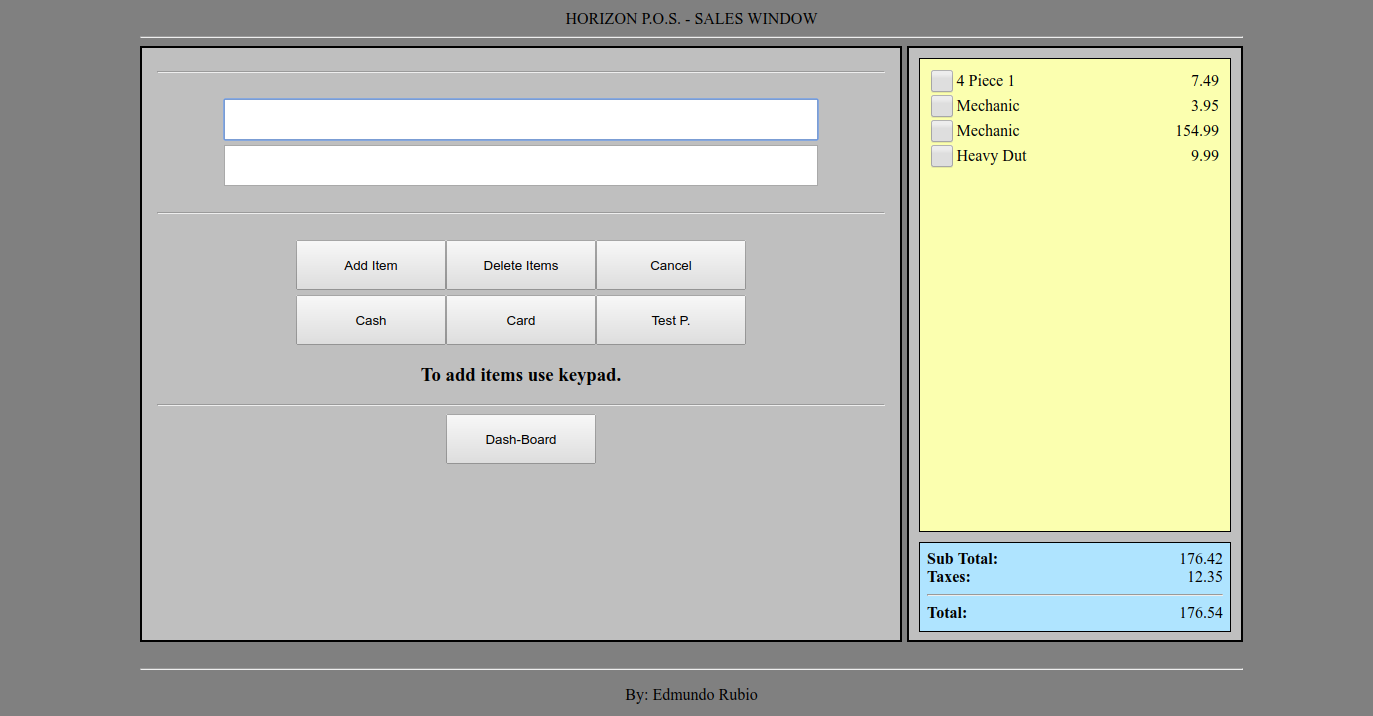 HORIZON P.O.S. - SALES WINDOW
Add Item Delete Items Cancel
Cash Card Test P.
To add items use keypad.
Dash-Board
4 Piece 1 7.49
Mechanic 3.95
Mechanic 154.99
Heavy Dut 9.99
Sub Total: 176.42
Taxes: 12.35
Total: 176.54
By: Edmundo Rubio